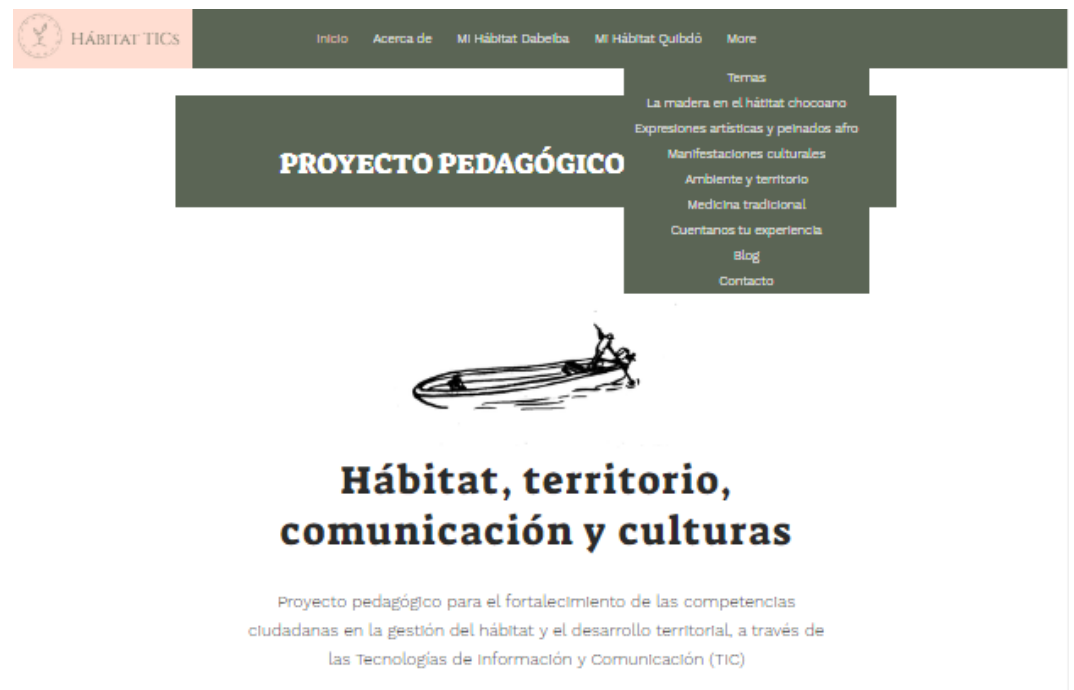 HÁBITAT TICS
Inicio Acerca de Mi Hábitat Dabeiba Mi Hábitat Quibdó More
Temas
La madera en el hátitat chocoano
Expresiones artísticas y peinados afro
Manifestaciones culturales
Ambiente y territorio
Medicina tradicional
Cuentanos tu experiencia
Blog
Contacto
PROYECTO PEDAGÓGICO
Hábitat, territorio,
comunicación y culturas
Proyecto pedagógico para el fortalecimiento de las competencias
ciudadanas en la gestión del hábitat y el desarrollo territorial, a través de
las Tecnologías de Información y Comunicación (TIC)